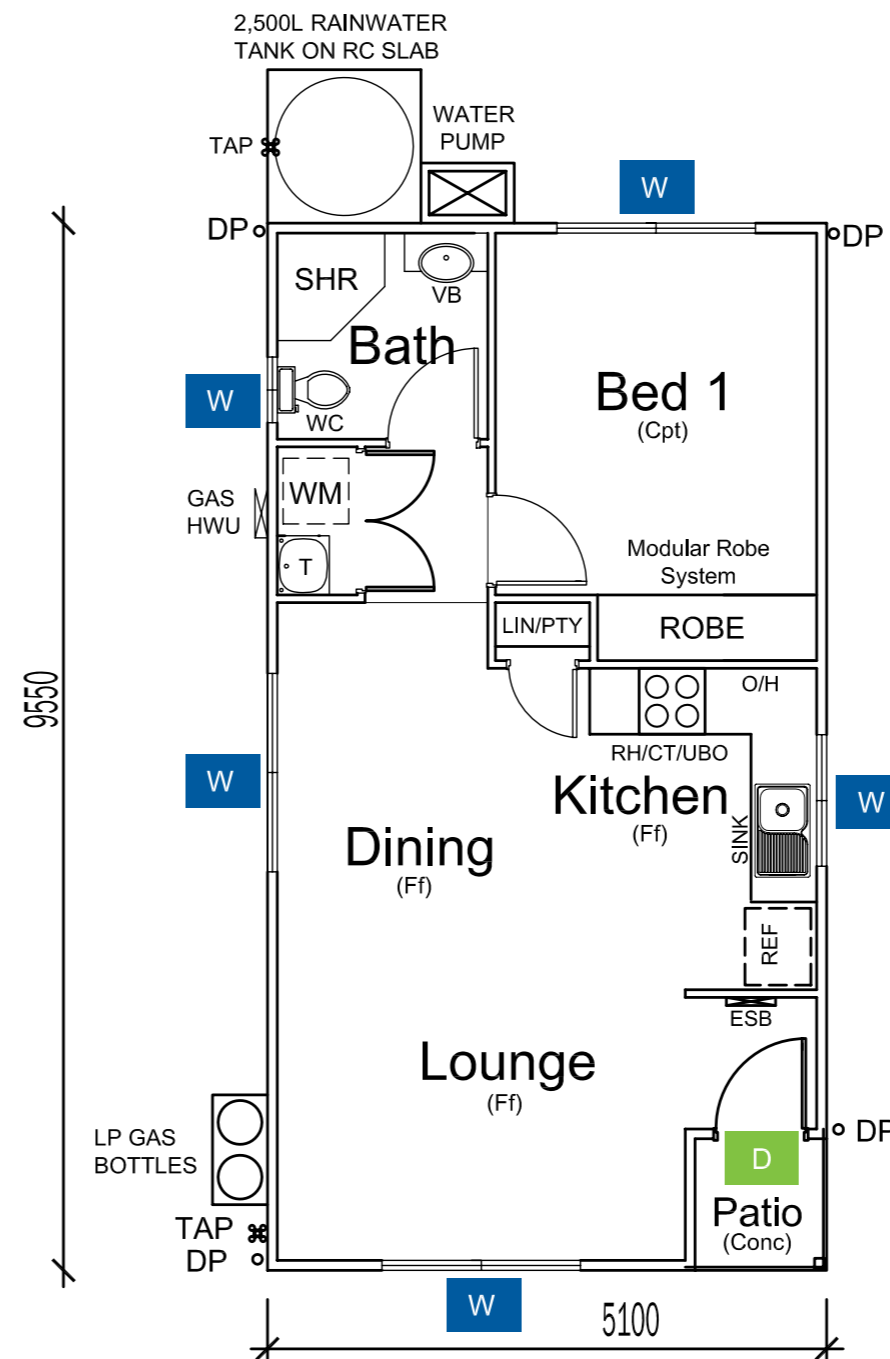 2,500L RAINWATER
TANK ON RC SLAB
WATER
PUMP
TAP
W
DP
DP
SHR
VB
Bath
Bed 1
(Cpt)
W
WC
GAS
HWU
WM
T
Modular Robe
System
LIN/PTY
ROBE
O/H
9550
RH/CT/UBO
W
Kitchen
(Ff)
SINK
W
Dining
(Ff)
REF
ESB
Lounge
(Ff)
LP GAS
BOTTLES
DP
D
Patio
(Conc)
TAP
DP
W
5100